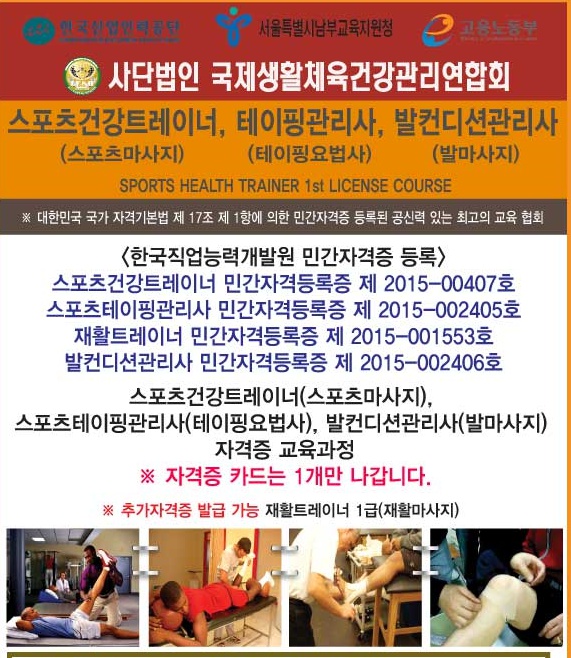 한국산업인력공단 서울특별시남부교육지원청 고용노동부
사단법인 국제생활체육건강관리연합회
스포츠건강트레이너, 테이핑관리사, 발컨디션관리사
(스포츠마사지) (테이핑요법사) (발마사지)
SPORTS HEALTH TRAINER 1st LICENSE COURSE
※ 대한민국 국가 자격기본법 제 17조 제 1항에 의한 민간자격증 등록된 공신력 있는 최고의 교육 협회
〈한국직업능력개발원 민간자격증 등록〉
스포츠건강트레이너 민간자격등록증 제 2015-00407호
스포츠테이핑관리사 민간자격등록증 제 2015-002405호
재활트레이너 민간자격등록증 제 2015-001553호
발컨디션관리사 민간자격등록증 제 2015-002406호
스포츠건강트레이너(스포츠마사지),
스포츠테이핑관리사(테이핑요법사), 발컨디션관리사(발마사지)
자격증 교육과정
※ 자격증 카드는 1개만 나갑니다.
※ 추가자격증 발급 가능 재활트레이너 1급(재활마사지)